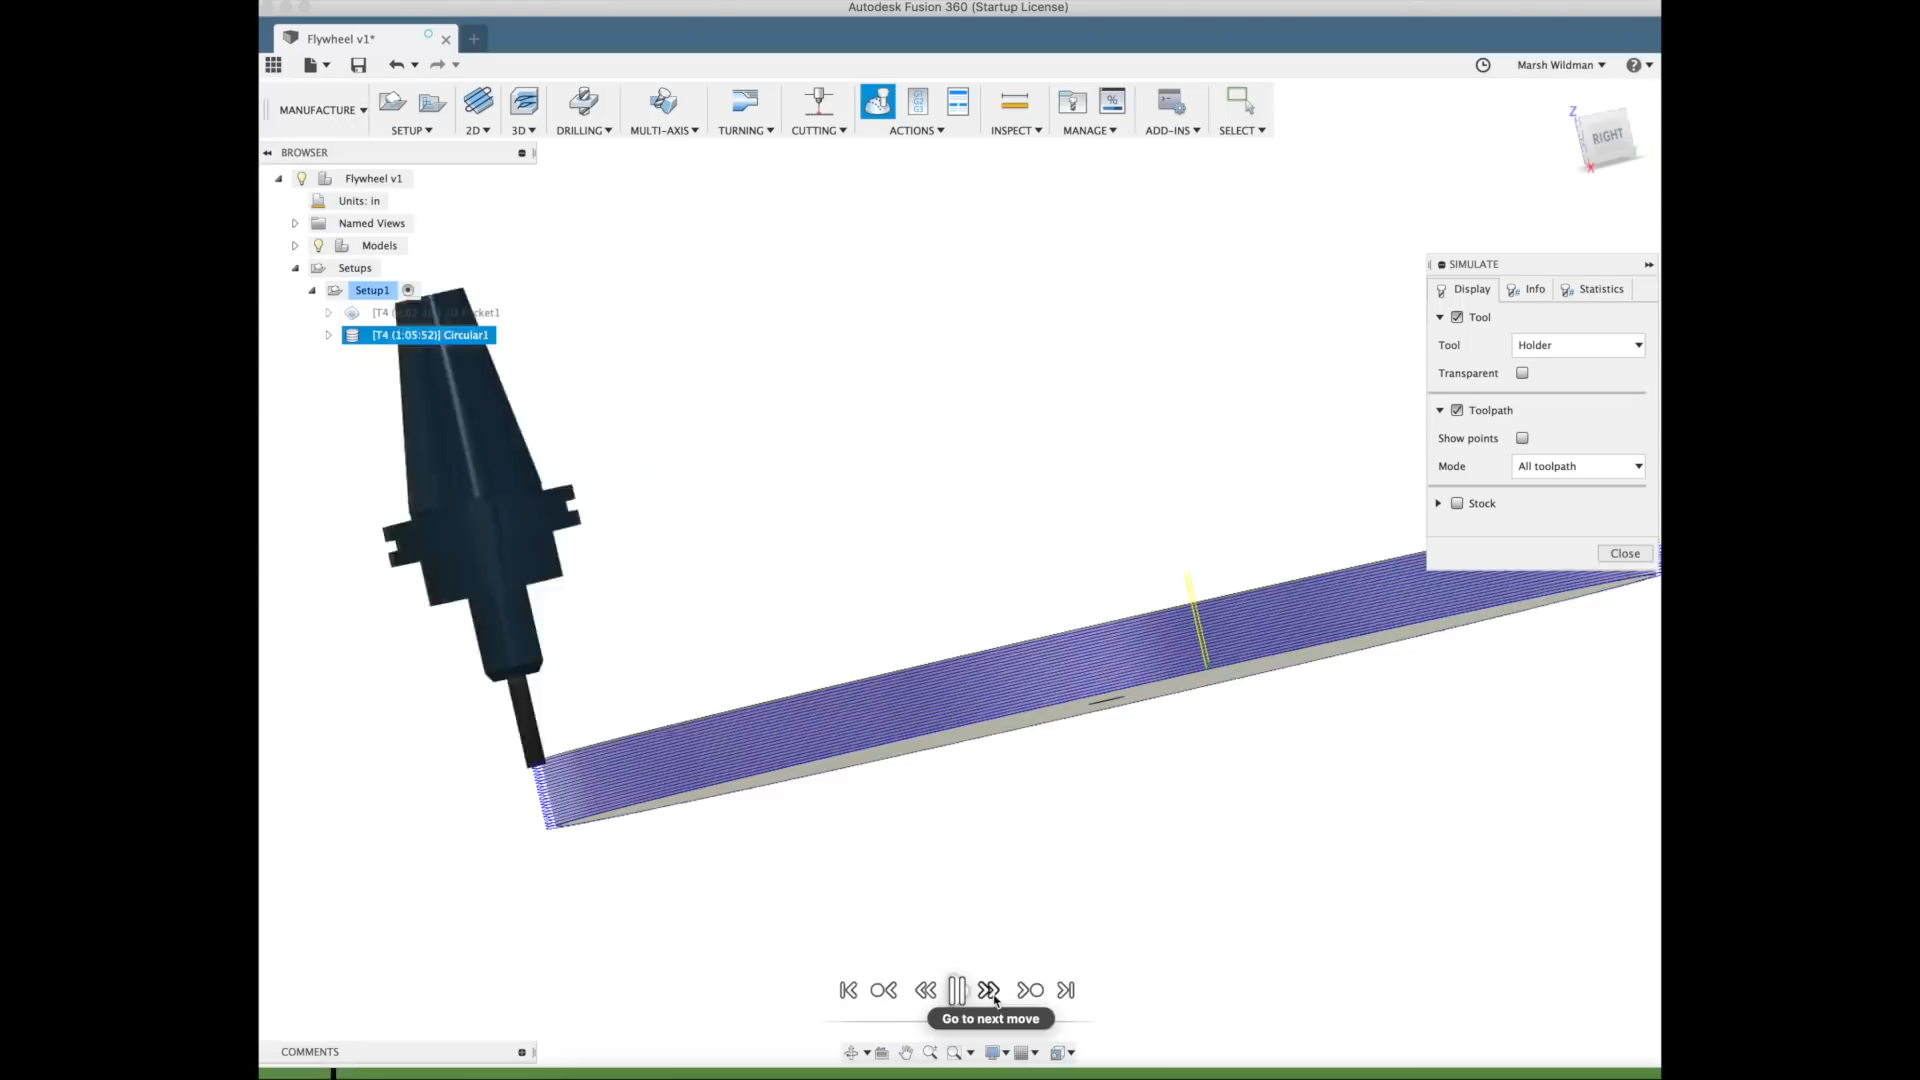 Autodesk Fusion 360 (Startup License)
Flywheel v1*
Marsh Wildman
MANUFACTURE
SETUP
2D
3D
DRILLING
MULTI-AXIS
TURNING
CUTTING
G1
G2
G3
ACTIONS
INSPECT
%
MANAGE
ADD-INS
SELECT
BROWSER
Flywheel v1
Units: in
Named Views
Models
Setups
Setup1
[T4
[T4 (1:05:52)] Circular1
Z
RIGHT
X
SIMULATE
Display
Info
Statistics
Tool
Tool
Holder
Transparent
Toolpath
Show points
Mode
All toolpath
Stock
Close
Go to next move
COMMENTS